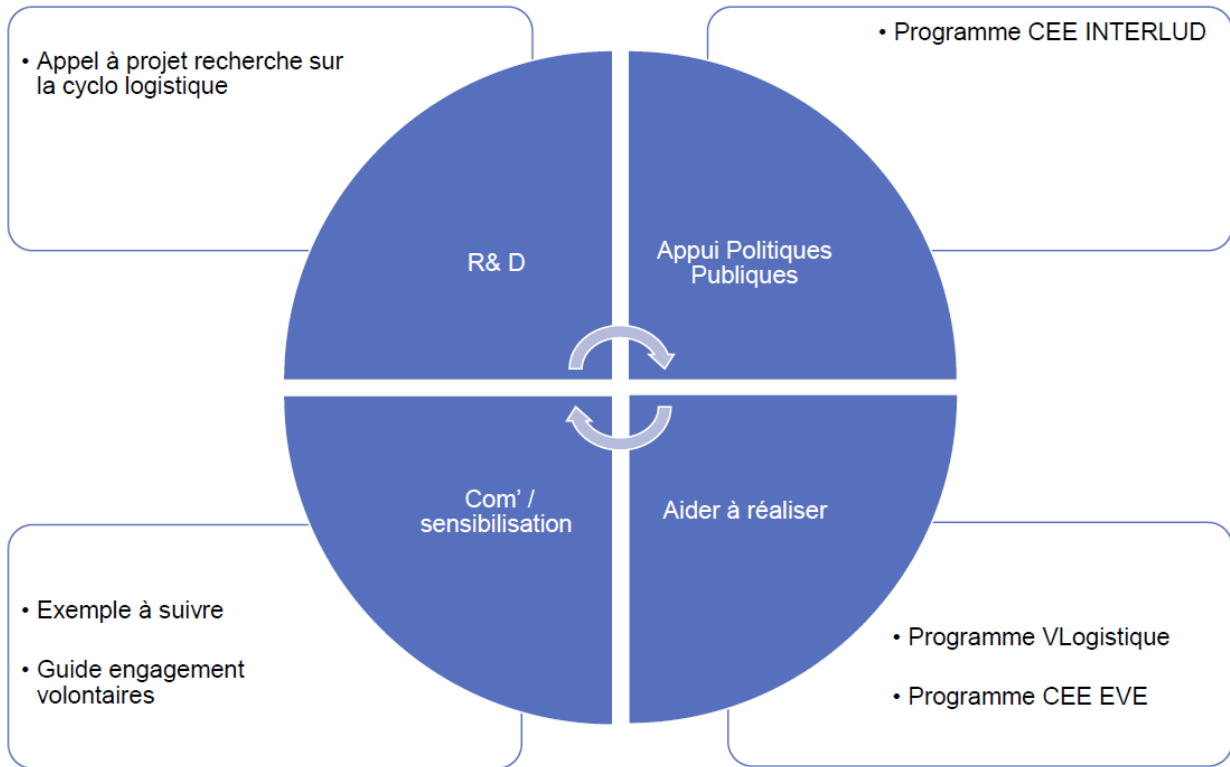 • Appel à projet recherche sur
la cyclo logistique
• Programme CEE INTERLUD
R& D
Appui Politiques
Publiques
Com' /
sensibilisation
Aider à réaliser
• Exemple à suivre
• Guide engagement
volontaires
• Programme VLogistique
• Programme CEE EVE